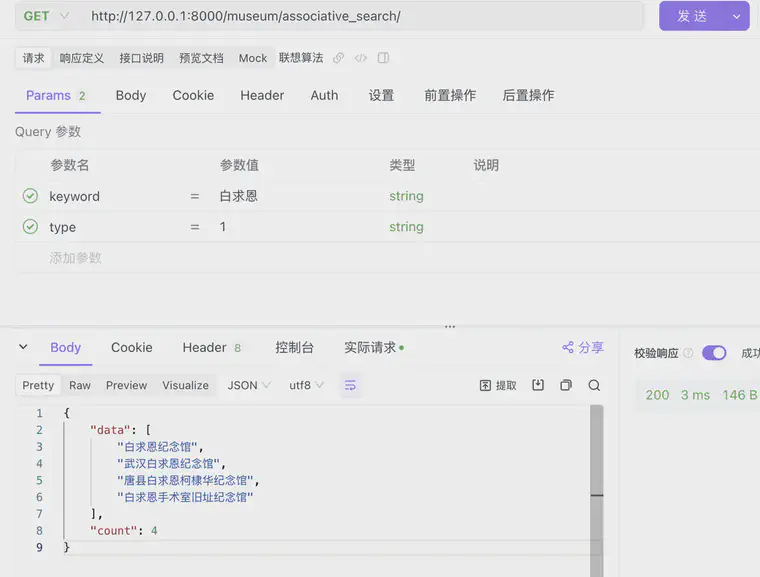 GET http://127.0.0.1:8000/museum/associative_search/ 发 送
请求 响应定义 接口说明 预览文档 Mock 联想算法
Params 2 Body Cookie Header Auth 设置 前置操作 后置操作
Query 参数
参数名 参数值 类型 说明
keyword = 白求恩 string
type = 1 string
添加参数
Body Cookie Header 8 控制台 实际请求 分享 校验响应 成功
Pretty Raw Preview Visualize JSON utf8 提取
200 3 ms 146 B
1 {
2 "data": [
3 "白求恩纪念馆",
4 "武汉白求恩纪念馆",
5 "唐县白求恩柯棣华纪念馆",
6 "白求恩手术室旧址纪念馆"
7 ],
8 "count": 4
9 }